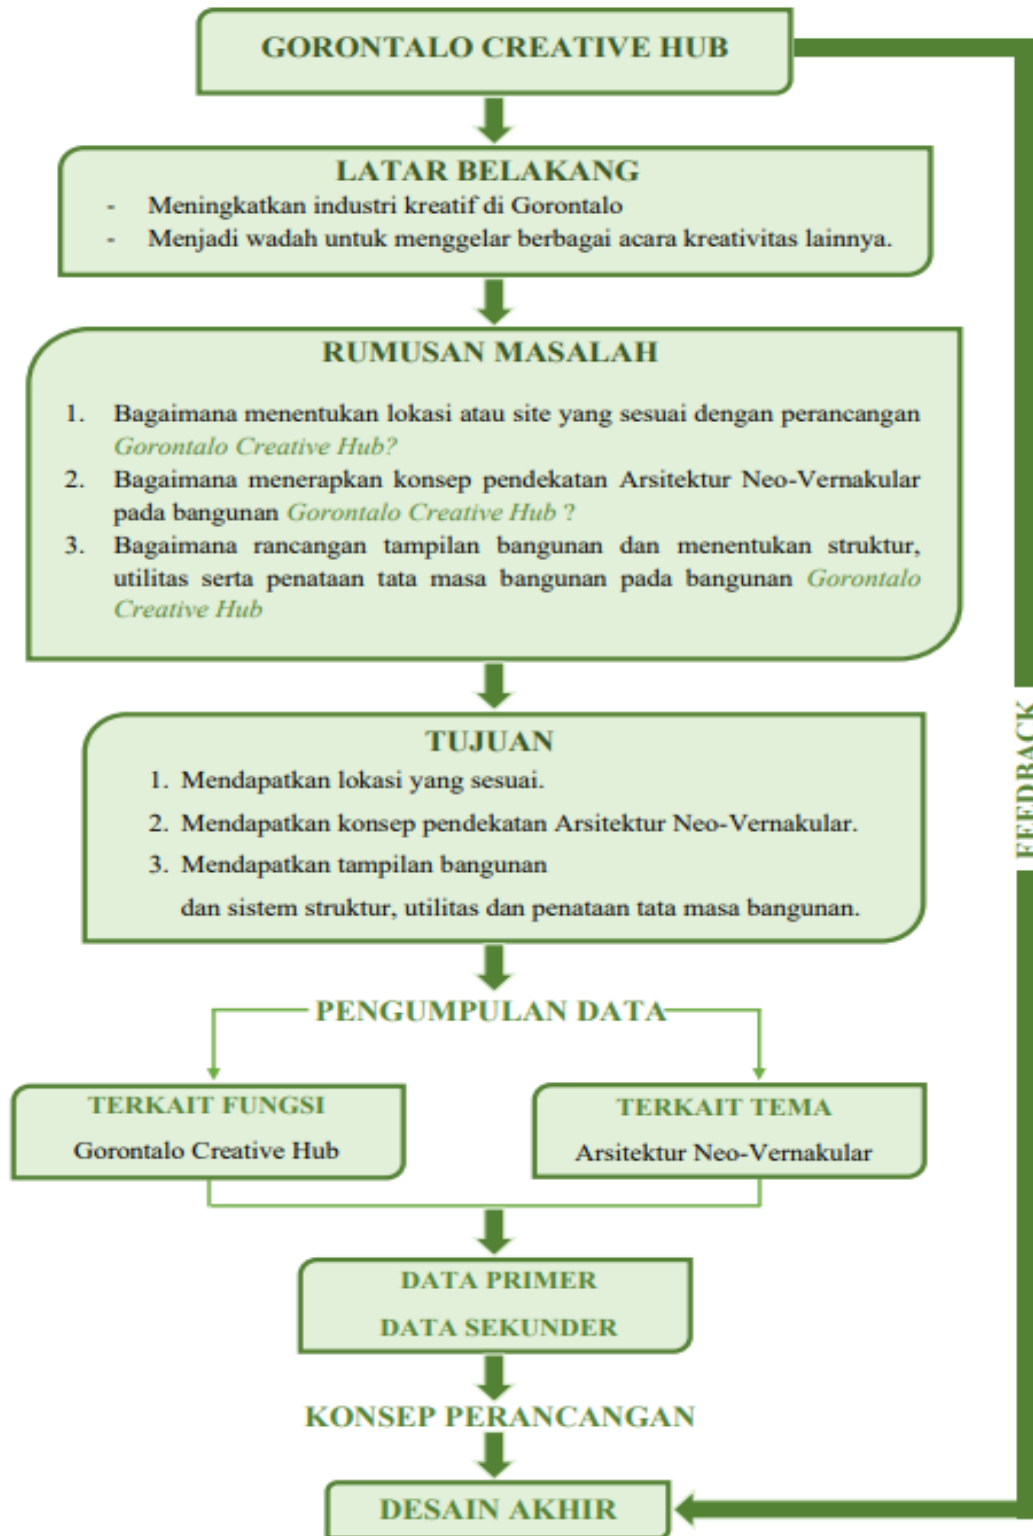 GORONTALO CREATIVE HUB
LATAR BELAKANG
- Meningkatkan industri kreatif di Gorontalo
- Menjadi wadah untuk menggelar berbagai acara kreativitas lainnya.
RUMUSAN MASALAH
1. Bagaimana menentukan lokasi atau site yang sesuai dengan perancangan
Gorontalo Creative Hub?
2. Bagaimana menerapkan konsep pendekatan Arsitektur Neo-Vernakular
pada bangunan Gorontalo Creative Hub ?
3. Bagaimana rancangan tampilan bangunan dan menentukan struktur,
utilitas serta penataan tata masa bangunan pada bangunan Gorontalo
Creative Hub
TUJUAN
1. Mendapatkan lokasi yang sesuai.
2. Mendapatkan konsep pendekatan Arsitektur Neo-Vernakular.
3. Mendapatkan tampilan bangunan
dan sistem struktur, utilitas dan penataan tata masa bangunan.
FEEDBACK
PENGUMPULAN DATA
TERKAIT FUNGSI
Gorontalo Creative Hub
TERKAIT TEMA
Arsitektur Neo-Vernakular
DATA PRIMER
DATA SEKUNDER
KONSEP PERANCANGAN
DESAIN AKHIR